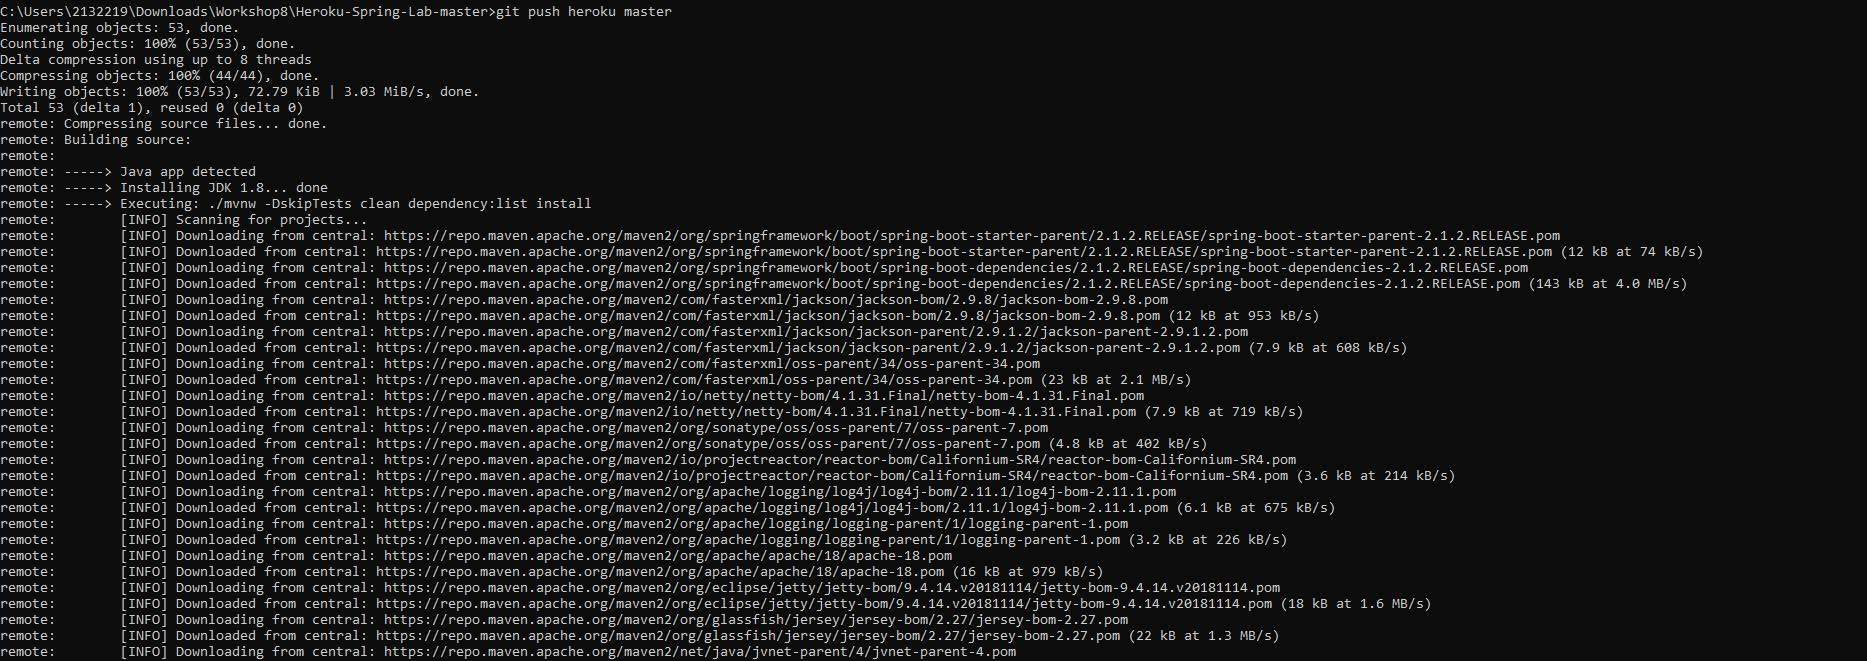 C:\Users\2132219\Downloads\Workshop8\Heroku-Spring-Lab-master>git push heroku master
Enumerating objects: 53, done.
Counting objects: 100% (53/53), done.
Delta compression using up to 8 threads
Compressing objects: 100% (44/44), done.
Writing objects: 100% (53/53), 72.79 KiB | 3.03 MiB/s, done.
Total 53 (delta 1), reused 0 (delta 0)
remote: Compressing source files... done.
remote: Building source:
remote:
remote: -----> Java app detected
remote: -----> Installing JDK 1.8... done
remote: -----> Executing: ./mvnw -DskipTests clean dependency:list install
remote:        [INFO] Scanning for projects...
remote:        [INFO] Downloading from central: https://repo.maven.apache.org/maven2/org/springframework/boot/spring-boot-starter-parent/2.1.2.RELEASE/spring-boot-starter-parent-2.1.2.RELEASE.pom
remote:        [INFO] Downloaded from central: https://repo.maven.apache.org/maven2/org/springframework/boot/spring-boot-starter-parent/2.1.2.RELEASE/spring-boot-starter-parent-2.1.2.RELEASE.pom (12 kB at 74 kB/s)
remote:        [INFO] Downloading from central: https://repo.maven.apache.org/maven2/org/springframework/boot/spring-boot-dependencies/2.1.2.RELEASE/spring-boot-dependencies-2.1.2.RELEASE.pom
remote:        [INFO] Downloaded from central: https://repo.maven.apache.org/maven2/org/springframework/boot/spring-boot-dependencies/2.1.2.RELEASE/spring-boot-dependencies-2.1.2.RELEASE.pom (143 kB at 4.0 MB/s)
remote:        [INFO] Downloading from central: https://repo.maven.apache.org/maven2/com/fasterxml/jackson/jackson-bom/2.9.8/jackson-bom-2.9.8.pom
remote:        [INFO] Downloaded from central: https://repo.maven.apache.org/maven2/com/fasterxml/jackson/jackson-bom/2.9.8/jackson-bom-2.9.8.pom (12 kB at 953 kB/s)
remote:        [INFO] Downloading from central: https://repo.maven.apache.org/maven2/com/fasterxml/jackson/jackson-parent/2.9.1.2/jackson-parent-2.9.1.2.pom
remote:        [INFO] Downloaded from central: https://repo.maven.apache.org/maven2/com/fasterxml/jackson/jackson-parent/2.9.1.2/jackson-parent-2.9.1.2.pom (7.9 kB at 608 kB/s)
remote:        [INFO] Downloading from central: https://repo.maven.apache.org/maven2/com/fasterxml/oss-parent/34/oss-parent-34.pom
remote:        [INFO] Downloaded from central: https://repo.maven.apache.org/maven2/com/fasterxml/oss-parent/34/oss-parent-34.pom (23 kB at 2.1 MB/s)
remote:        [INFO] Downloading from central: https://repo.maven.apache.org/maven2/io/netty/netty-bom/4.1.31.Final/netty-bom-4.1.31.Final.pom
remote:        [INFO] Downloaded from central: https://repo.maven.apache.org/maven2/io/netty/netty-bom/4.1.31.Final/netty-bom-4.1.31.Final.pom (7.9 kB at 719 kB/s)
remote:        [INFO] Downloading from central: https://repo.maven.apache.org/maven2/org/sonatype/oss/oss-parent/7/oss-parent-7.pom
remote:        [INFO] Downloaded from central: https://repo.maven.apache.org/maven2/org/sonatype/oss/oss-parent/7/oss-parent-7.pom (4.8 kB at 402 kB/s)
remote:        [INFO] Downloading from central: https://repo.maven.apache.org/maven2/io/projectreactor/reactor-bom/Californium-SR4/reactor-bom-Californium-SR4.pom
remote:        [INFO] Downloaded from central: https://repo.maven.apache.org/maven2/io/projectreactor/reactor-bom/Californium-SR4/reactor-bom-Californium-SR4.pom (3.6 kB at 214 kB/s)
remote:        [INFO] Downloading from central: https://repo.maven.apache.org/maven2/org/apache/logging/log4j/log4j-bom/2.11.1/log4j-bom-2.11.1.pom
remote:        [INFO] Downloaded from central: https://repo.maven.apache.org/maven2/org/apache/logging/log4j/log4j-bom/2.11.1/log4j-bom-2.11.1.pom (6.1 kB at 675 kB/s)
remote:        [INFO] Downloading from central: https://repo.maven.apache.org/maven2/org/apache/logging/logging-parent/1/logging-parent-1.pom
remote:        [INFO] Downloaded from central: https://repo.maven.apache.org/maven2/org/apache/logging/logging-parent/1/logging-parent-1.pom (3.2 kB at 226 kB/s)
remote:        [INFO] Downloading from central: https://repo.maven.apache.org/maven2/org/apache/apache/18/apache-18.pom
remote:        [INFO] Downloaded from central: https://repo.maven.apache.org/maven2/org/apache/apache/18/apache-18.pom (16 kB at 979 kB/s)
remote:        [INFO] Downloading from central: https://repo.maven.apache.org/maven2/org/eclipse/jetty/jetty-bom/9.4.14.v20181114/jetty-bom-9.4.14.v20181114.pom
remote:        [INFO] Downloaded from central: https://repo.maven.apache.org/maven2/org/eclipse/jetty/jetty-bom/9.4.14.v20181114/jetty-bom-9.4.14.v20181114.pom (18 kB at 1.6 MB/s)
remote:        [INFO] Downloading from central: https://repo.maven.apache.org/maven2/org/glassfish/jersey/jersey-bom/2.27/jersey-bom-2.27.pom
remote:        [INFO] Downloaded from central: https://repo.maven.apache.org/maven2/org/glassfish/jersey/jersey-bom/2.27/jersey-bom-2.27.pom (22 kB at 1.3 MB/s)
remote:        [INFO] Downloading from central: https://repo.maven.apache.org/maven2/net/java/jvnet-parent/4/jvnet-parent-4.pom